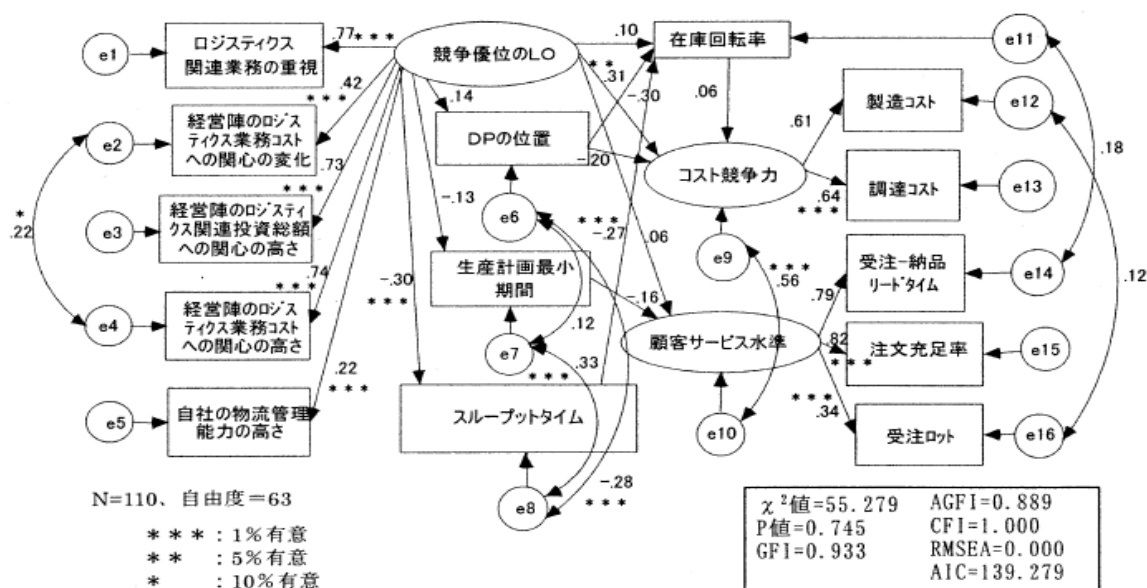 e1
ロジスティクス
関連業務の重視
.77
***
競争優位のLO
.10
在庫回転率
e11
**
.31
-.30
.06
製造コスト
e12
.42
***
.14
e2
経営陣のロジス
ティクス業務コスト
への関心の変化
DPの位置
-.20
コスト競争力
.61
.18
.64
***
調達コスト
e13
.73
***
-.13
e6
*
.22
e3
経営陣のロジスティ
クス関連投資総額
への関心の高さ
***
-.27
.06
e9
***
.56
生産計画最小
期間
-.16
.79
受注-納品
リードタイム
e14
.12
.74
***
-.30
***
e4
経営陣のロジス
ティクス業務コスト
への関心の高さ
.12
e7
***
.33
顧客サービス水準
.82
***
注文充足率
e15
.22
***
e5
自社の物流管理
能力の高さ
スループットタイム
e10
***
.34
受注ロット
e16
e8
-.28
***
N=110、自由度=63
***:1%有意
**:5%有意
*:10%有意
χ²値=55.279 AGFI=0.889
P値=0.745 CFI=1.000
GFI=0.933 RMSEA=0.000
AIC=139.279